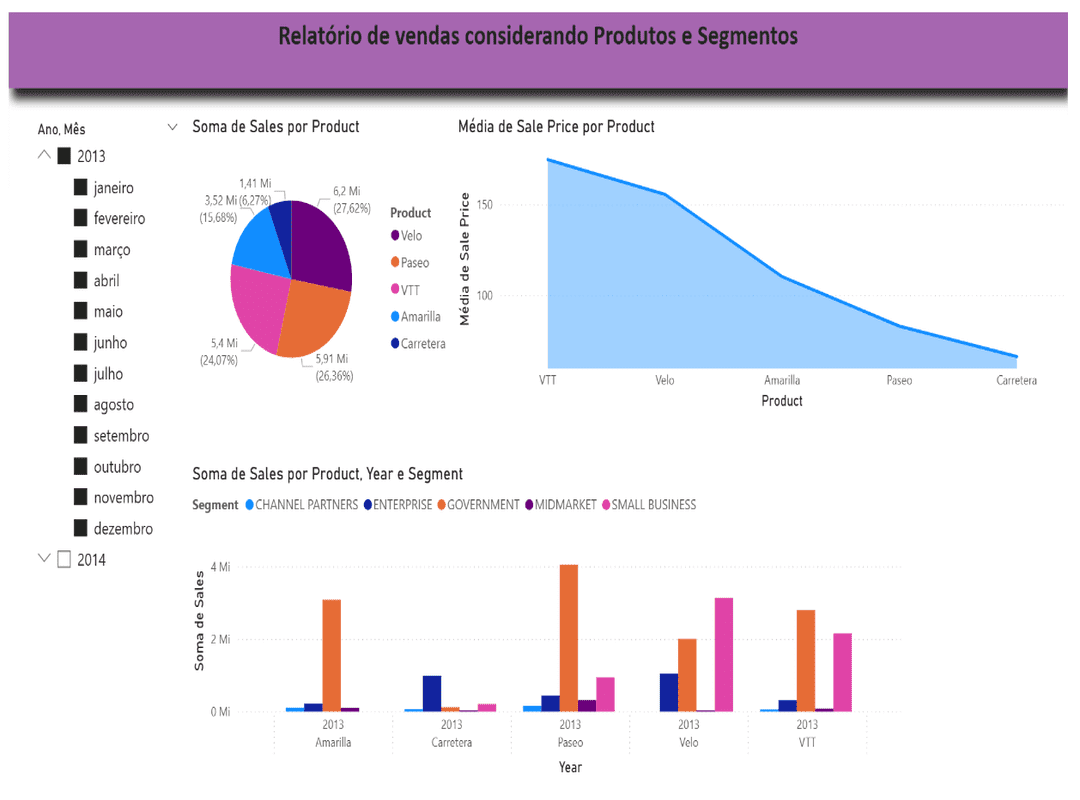 Relatório de vendas considerando Produtos e Segmentos
Ano, Mês
2013
janeiro
fevereiro
março
abril
maio
junho
julho
agosto
setembro
outubro
novembro
dezembro
2014
Soma de Sales por Product
1,41 Mi
(6,27%)
3,52 Mi
(15,68%)
6,2 Mi
(27,62%)
5,4 Mi
(24,07%)
5,91 Mi
(26,36%)
Product
Velo
Paseo
VTT
Amarilla
Carretera
Média de Sale Price por Product
Média de Sale Price
150
100
VTT Velo Amarilla Paseo Carretera
Product
Soma de Sales por Product, Year e Segment
Segment CHANNEL PARTNERS ENTERPRISE GOVERNMENT MIDMARKET SMALL BUSINESS
Soma de Sales
4 Mi
2 Mi
0 Mi
2013 2013 2013 2013 2013
Amarilla Carretera Paseo Velo VTT
Year